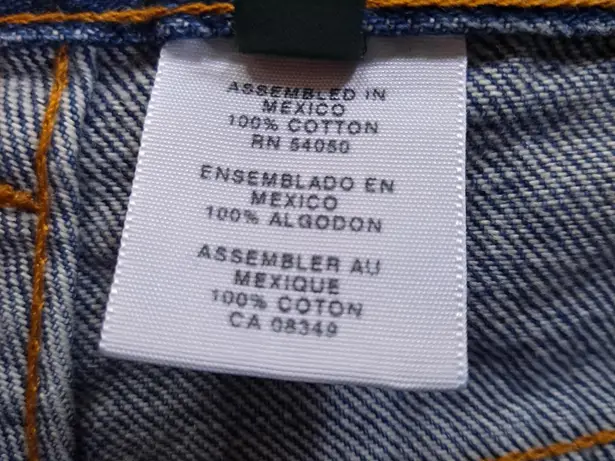 ASSEMBLED IN
MEXICO
100% COTTON
RN 54050
ENSEMBLADO EN
MEXICO
100% ALGODON
ASSEMBLER AU
MEXIQUE
100% COTON
CA 08349